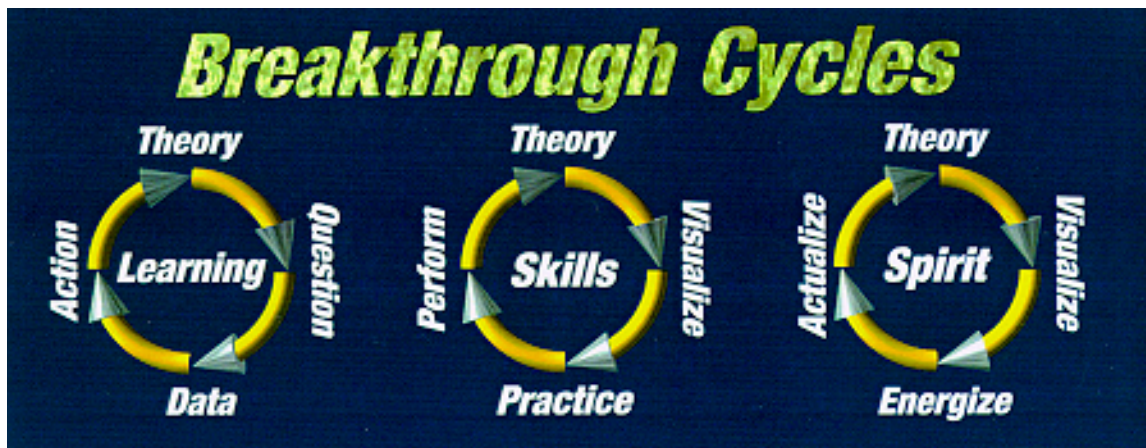 Breakthrough Cycles
Theory
Question
Data
Action
Learning
Theory
Visualize
Practice
Perform
Skills
Theory
Visualize
Energize
Actualize
Spirit